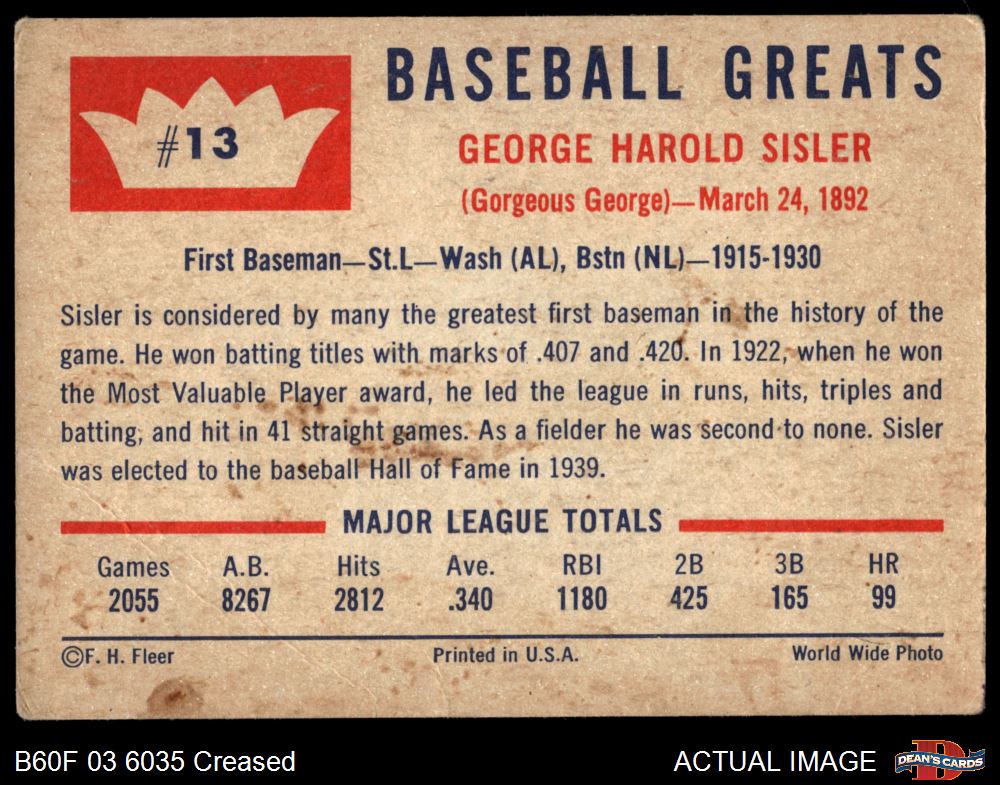 #13
BASEBALL GREATS
GEORGE HAROLD SISLER
(Gorgeous George)—March 24, 1892
First Baseman—St.L—Wash (AL), Bstn (NL)—1915-1930
Sisler is considered by many the greatest first baseman in the history of the
game. He won batting titles with marks of .407 and .420. In 1922, when he won
the Most Valuable Player award, he led the league in runs, hits, triples and
batting, and hit in 41 straight games. As a fielder he was second to none. Sisler
was elected to the baseball Hall of Fame in 1939.
MAJOR LEAGUE TOTALS
Games A.B. Hits Ave. RBI 2B 3B HR
2055 8267 2812 .340 1180 425 165 99
©F. H. Fleer Printed in U.S.A. World Wide Photo
B60F 03 6035 Creased ACTUAL IMAGE DEAN'S CARDS